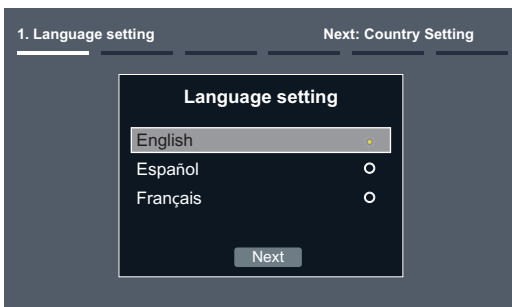 1. Language setting
Next: Country Setting
Language setting
English
Español
Français
Next